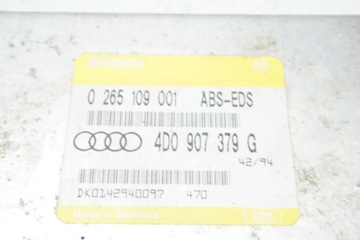 0 265 109 001 ABS-EDS
4D0 907 379 G
42/94
DK0142940097 470
Made in Germany